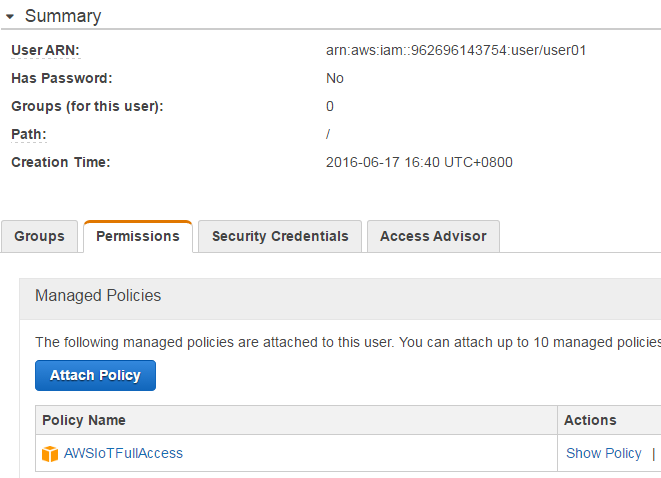 Summary
User ARN: arn:aws:iam::962696143754:user/user01
Has Password: No
Groups (for this user): 0
Path: /
Creation Time: 2016-06-17 16:40 UTC+0800
Groups Permissions Security Credentials Access Advisor
Managed Policies
The following managed policies are attached to this user. You can attach up to 10 managed policies
Attach Policy
Policy Name Actions
AWSIoTFullAccess Show Policy |